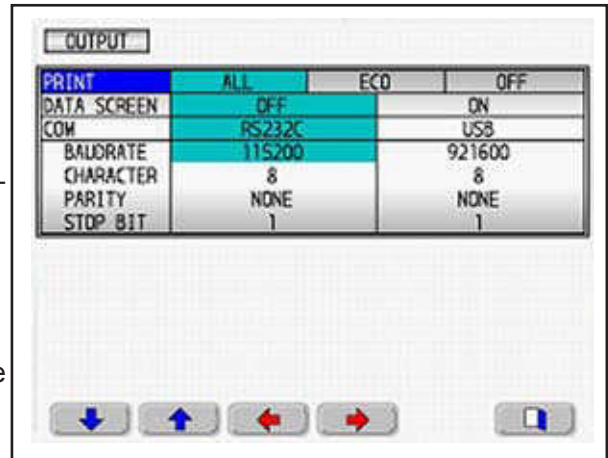 OUTPUT
PRINT ALL ECO OFF
DATA SCREEN OFF ON
COM RS232C USB
BAUDRATE 115200 921600
CHARACTER 8 8
PARITY NONE NONE
STOP BIT 1 1
e